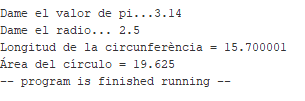 Dame el valor de pi...3.14
Dame el radio... 2.5
Longitud de la circunferència = 15.700001
Área del círculo = 19.625
-- program is finished running --